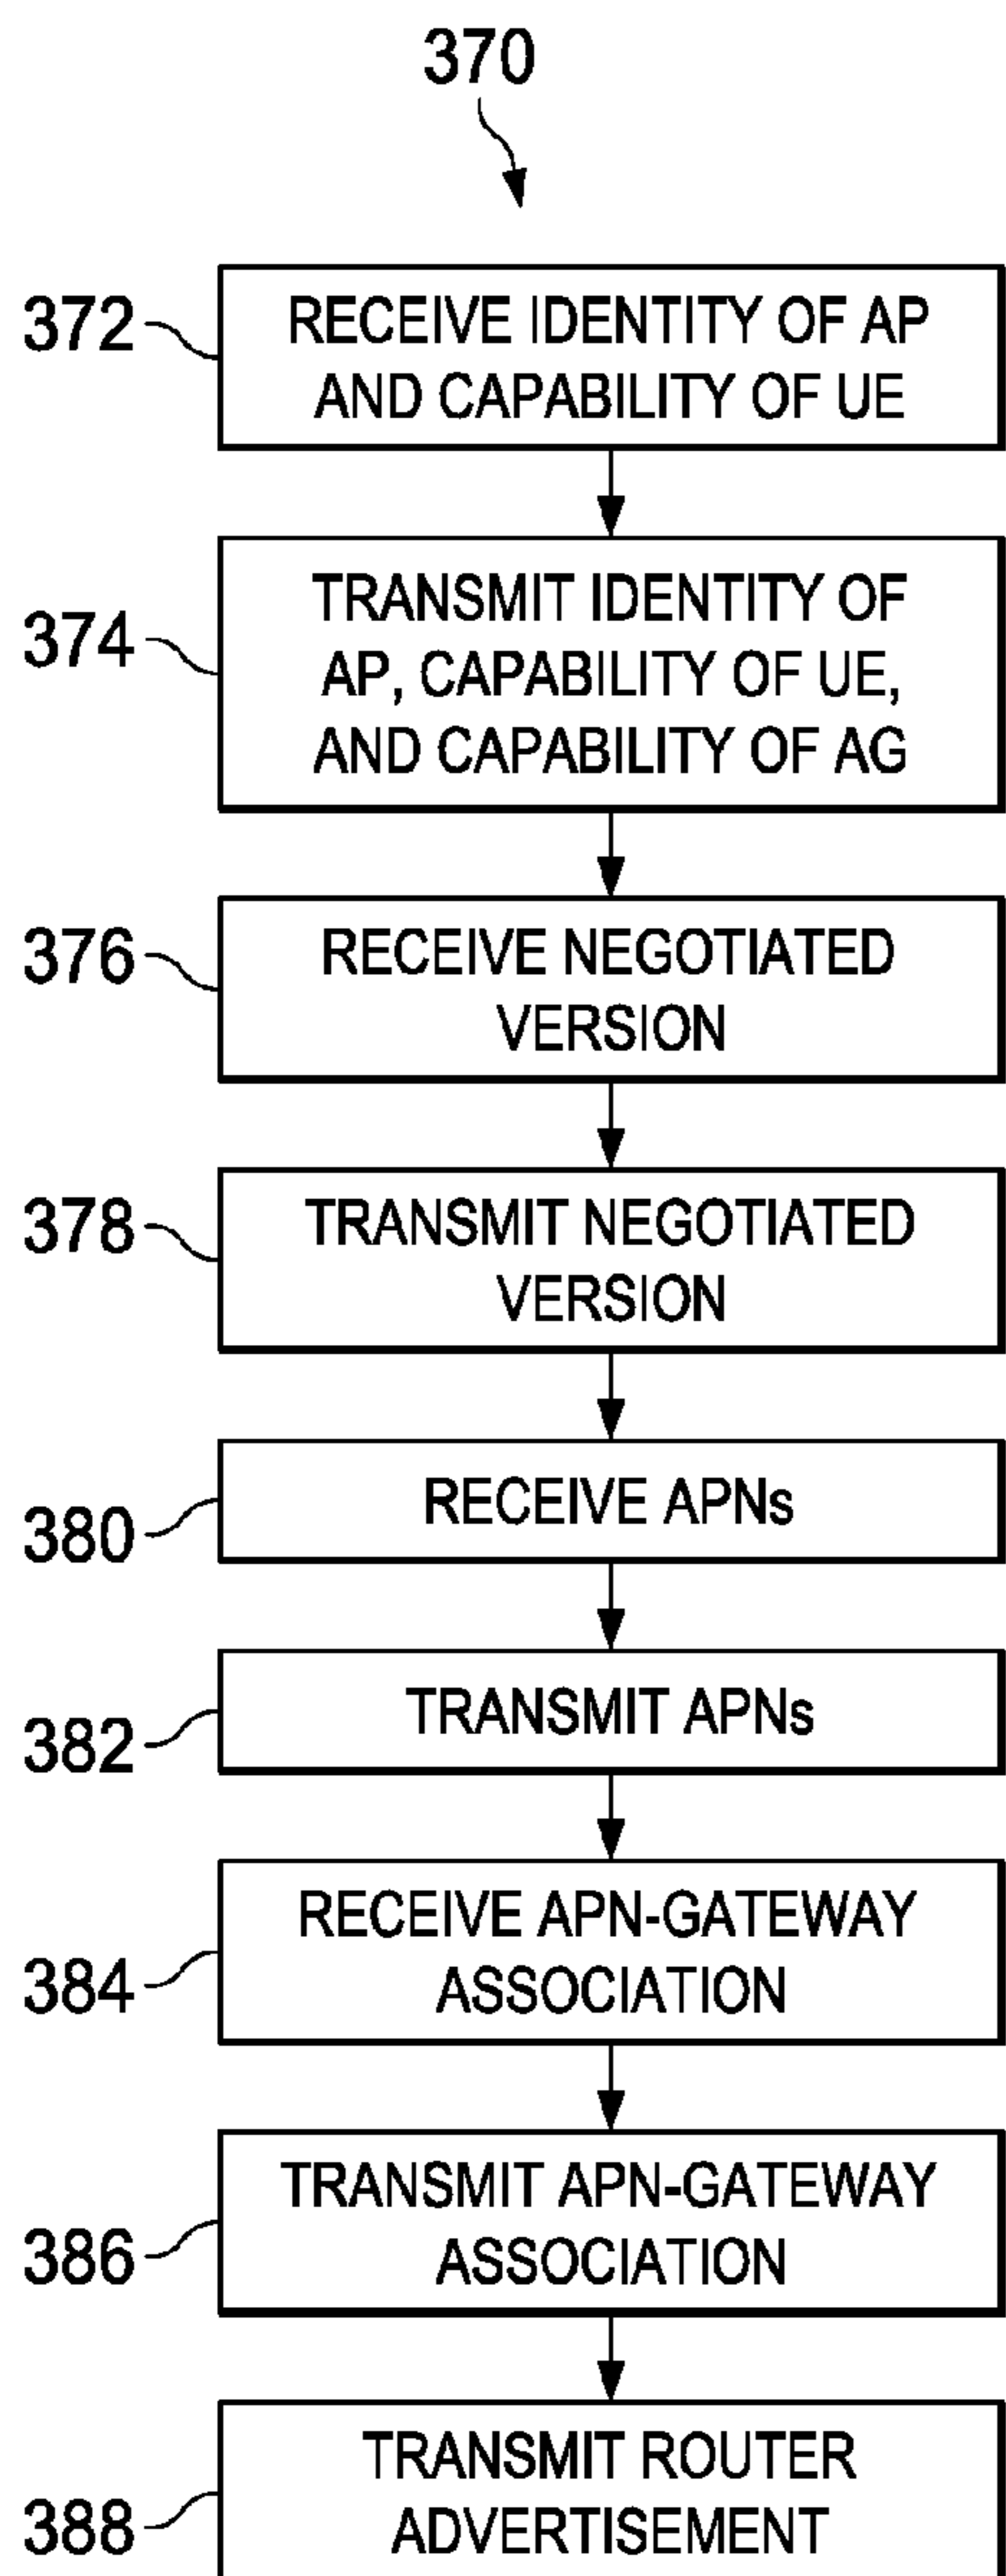 370
372
RECEIVE IDENTITY OF AP
AND CAPABILITY OF UE
374
TRANSMIT IDENTITY OF
AP, CAPABILITY OF UE,
AND CAPABILITY OF AG
376
RECEIVE NEGOTIATED
VERSION
378
TRANSMIT NEGOTIATED
VERSION
380
RECEIVE APNs
382
TRANSMIT APNs
384
RECEIVE APN-GATEWAY
ASSOCIATION
386
TRANSMIT APN-GATEWAY
ASSOCIATION
388
TRANSMIT ROUTER
ADVERTISEMENT